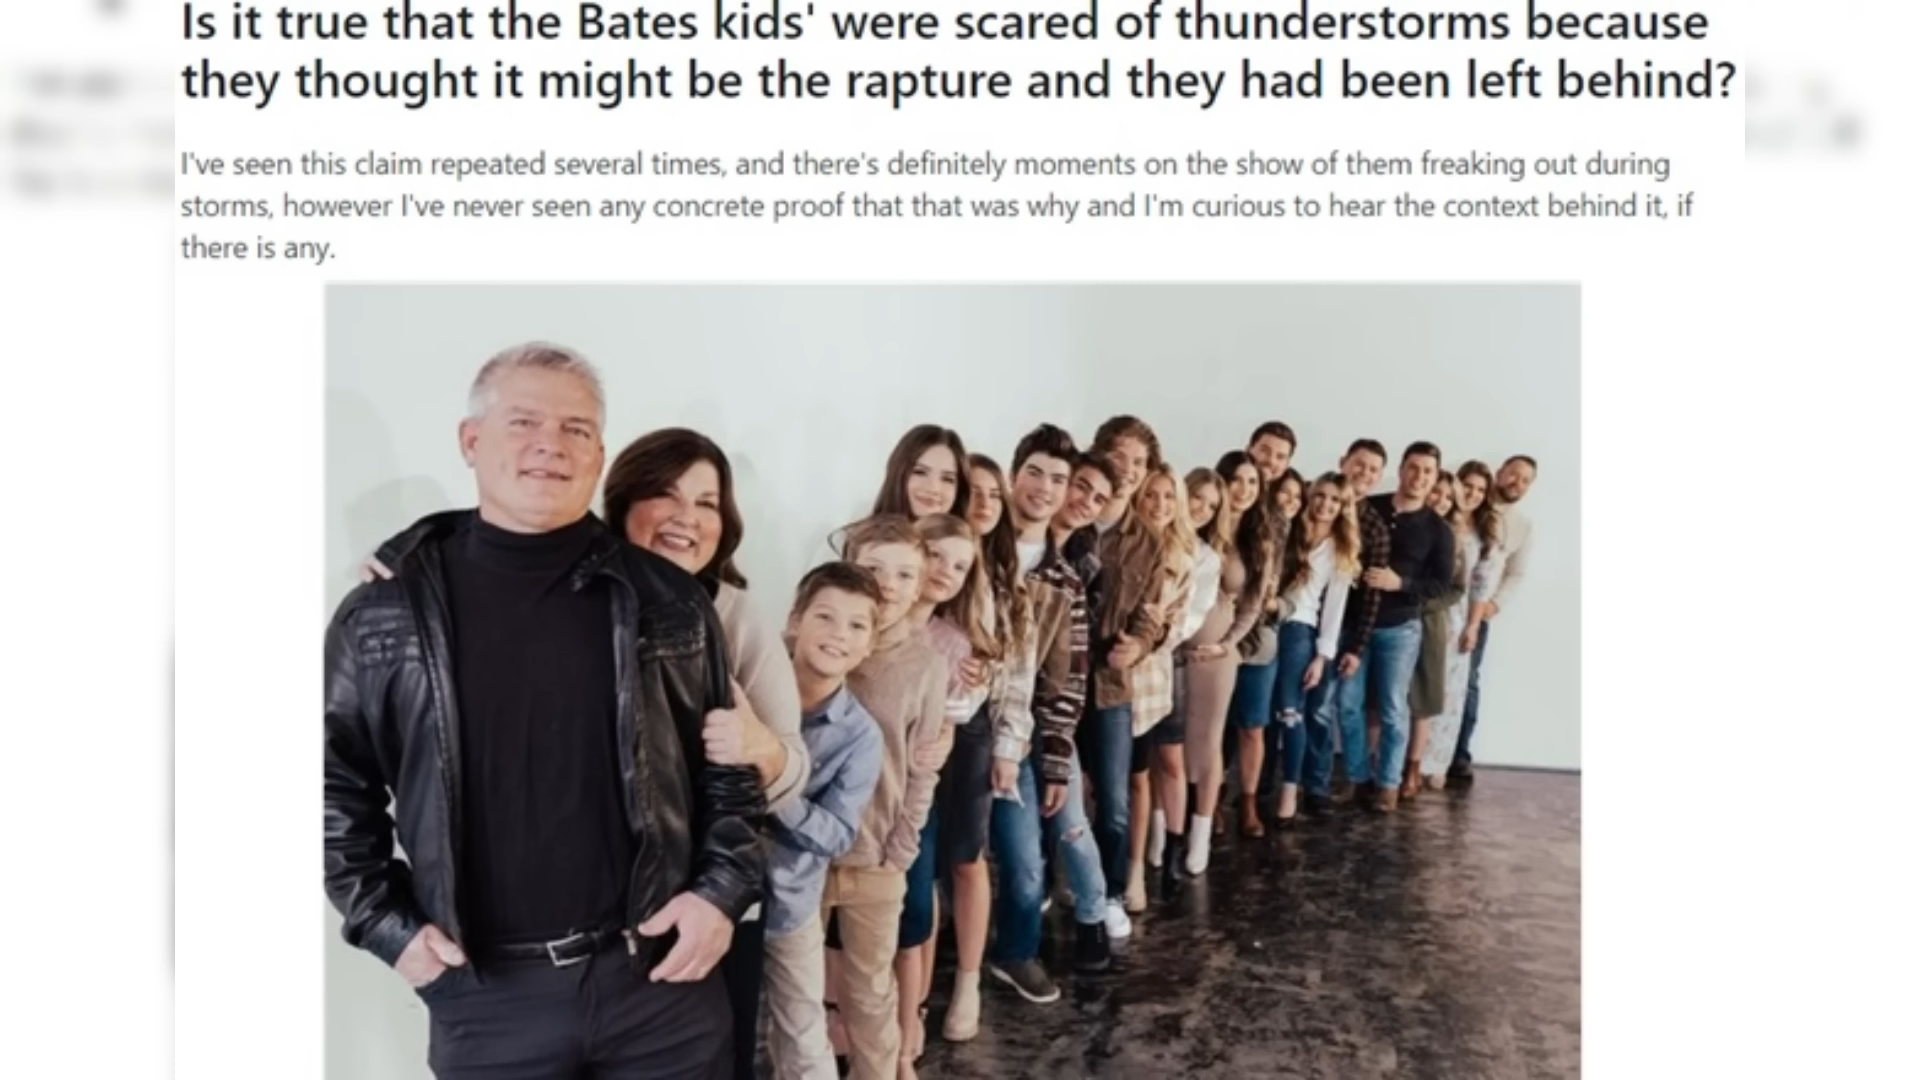 Is it true that the Bates kids' were scared of thunderstorms because
they thought it might be the rapture and they had been left behind?
I've seen this claim repeated several times, and there's definitely moments on the show of them freaking out during
storms, however I've never seen any concrete proof that that was why and I'm curious to hear the context behind it, if
there is any.